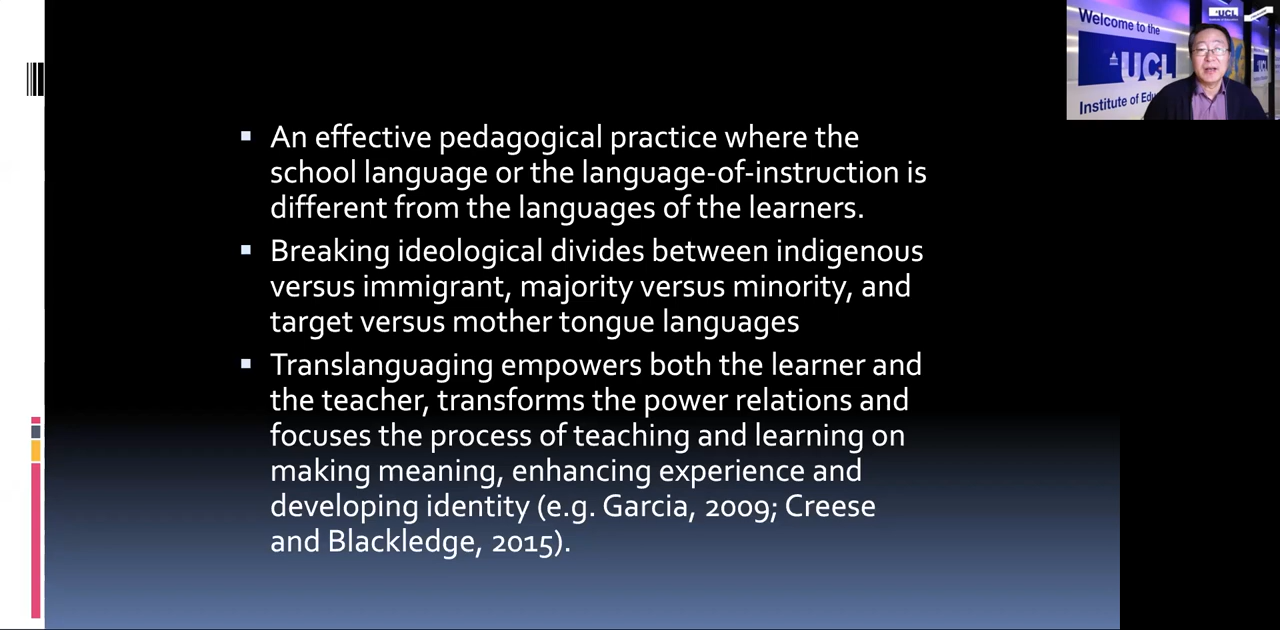 An effective pedagogical practice where the
school language or the language-of-instruction is
different from the languages of the learners.
Breaking ideological divides between indigenous
versus immigrant, majority versus minority, and
target versus mother tongue languages
Translanguaging empowers both the learner and
the teacher, transforms the power relations and
focuses the process of teaching and learning on
making meaning, enhancing experience and
developing identity (e.g. Garcia, 2009; Creese
and Blackledge, 2015).
Welcome to the
UCL
Institute of
UCL